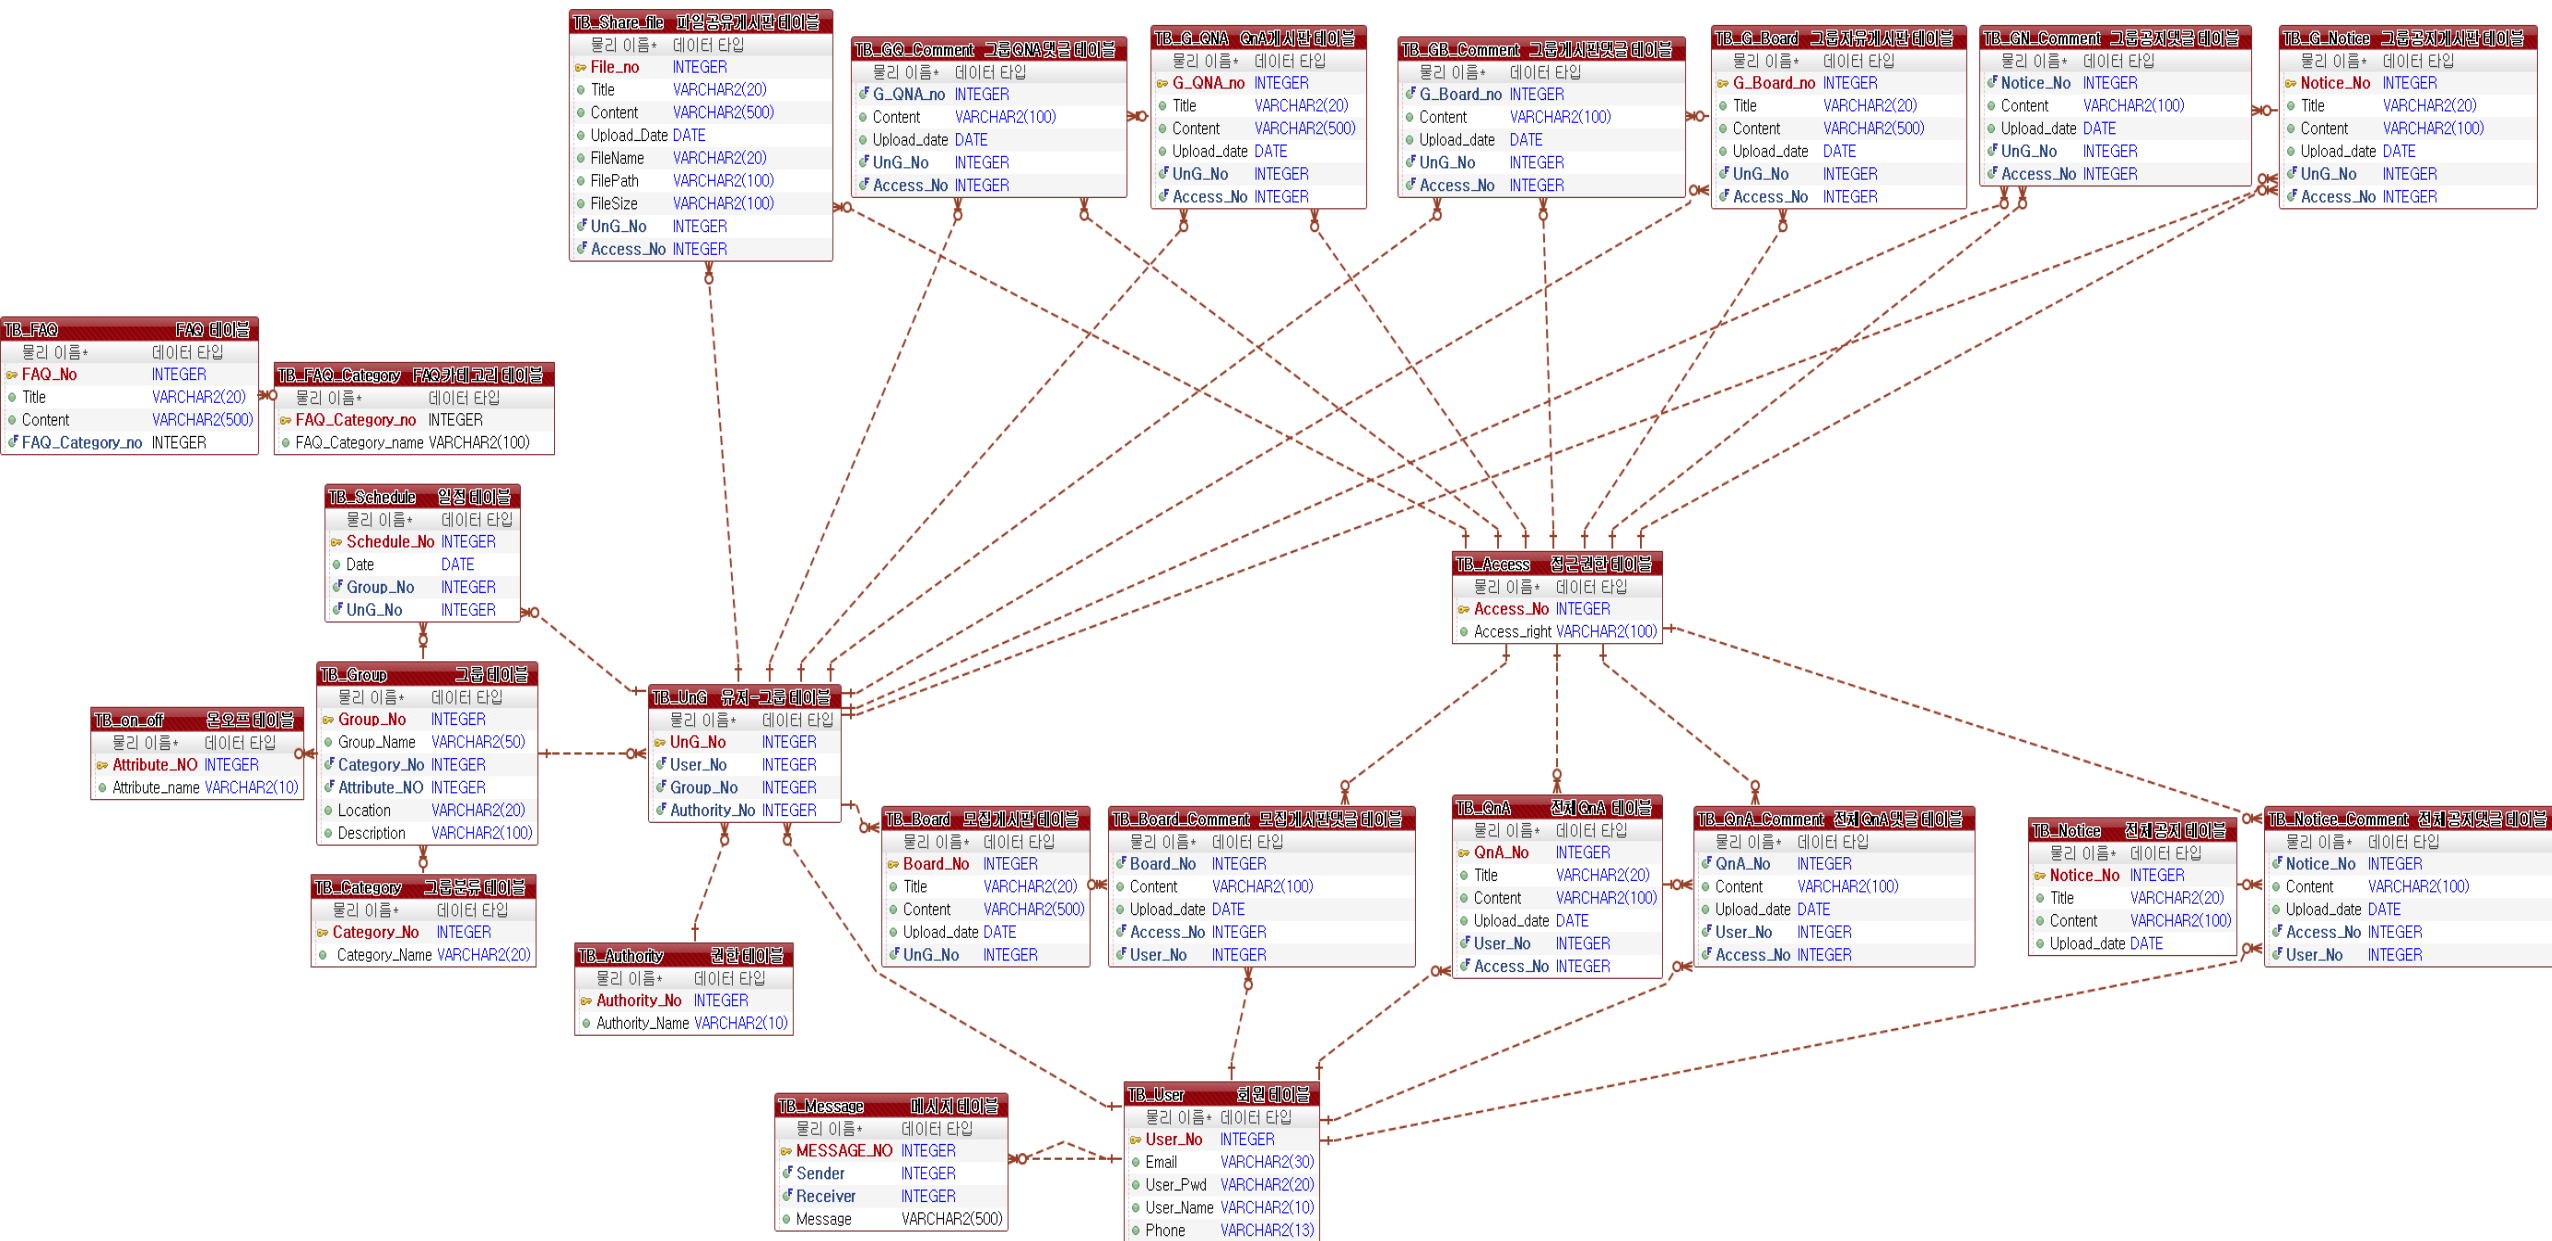 TB_Share_file 파일공유게시판 테이블
물리 이름* 데이터 타입
File_no INTEGER
Title VARCHAR2(20)
Content VARCHAR2(500)
Upload_Date DATE
FileName VARCHAR2(20)
FilePath VARCHAR2(100)
FileSize VARCHAR2(100)
UnG_No INTEGER
Access_No INTEGER
TB_GQ_Comment 그룹QNA댓글 테이블
물리 이름* 데이터 타입
G_QNA_no INTEGER
Content VARCHAR2(100)
Upload_date DATE
UnG_No INTEGER
Access_No INTEGER
TB_G_QNA QnA게시판 테이블
물리 이름* 데이터 타입
G_QNA_no INTEGER
Title VARCHAR2(20)
Content VARCHAR2(500)
Upload_date DATE
UnG_No INTEGER
Access_No INTEGER
TB_GB_Comment 그룹게시판댓글 테이블
물리 이름* 데이터 타입
G_Board_no INTEGER
Content VARCHAR2(100)
Upload_date DATE
UnG_No INTEGER
Access_No INTEGER
TB_G_Board 그룹자유게시판 테이블
물리 이름* 데이터 타입
G_Board_no INTEGER
Title VARCHAR2(20)
Content VARCHAR2(500)
Upload_date DATE
UnG_No INTEGER
Access_No INTEGER
TB_GN_Comment 그룹공지댓글 테이블
물리 이름* 데이터 타입
Notice_No INTEGER
Content VARCHAR2(100)
Upload_date DATE
UnG_No INTEGER
Access_No INTEGER
TB_G_Notice 그룹공지게시판 테이블
물리 이름* 데이터 타입
Notice_No INTEGER
Title VARCHAR2(20)
Content VARCHAR2(100)
Upload_date DATE
UnG_No INTEGER
Access_No INTEGER
TB_FAQ FAQ 테이블
물리 이름* 데이터 타입
FAQ_No INTEGER
Title VARCHAR2(20)
Content VARCHAR2(500)
FAQ_Category_no INTEGER
TB_FAQ_Category FAQ카테고리 테이블
물리 이름* 데이터 타입
FAQ_Category_no INTEGER
FAQ_Category_name VARCHAR2(100)
TB_Schedule 일정 테이블
물리 이름* 데이터 타입
Schedule_No INTEGER
Date DATE
Group_No INTEGER
UnG_No INTEGER
TB_Access 접근권한 테이블
물리 이름* 데이터 타입
Access_No INTEGER
Access_right VARCHAR2(100)
TB_Group 그룹 테이블
물리 이름* 데이터 타입
Group_No INTEGER
Group_Name VARCHAR2(50)
Category_No INTEGER
Attribute_NO INTEGER
Location VARCHAR2(20)
Description VARCHAR2(100)
TB_on_off 온오프 테이블
물리 이름* 데이터 타입
Attribute_NO INTEGER
Attribute_name VARCHAR2(10)
TB_UnG 유저-그룹 테이블
물리 이름* 데이터 타입
UnG_No INTEGER
User_No INTEGER
Group_No INTEGER
Authority_No INTEGER
TB_Category 그룹분류 테이블
물리 이름* 데이터 타입
Category_No INTEGER
Category_Name VARCHAR2(20)
TB_Authority 권한 테이블
물리 이름* 데이터 타입
Authority_No INTEGER
Authority_Name VARCHAR2(10)
TB_Board 모집게시판 테이블
물리 이름* 데이터 타입
Board_No INTEGER
Title VARCHAR2(20)
Content VARCHAR2(500)
Upload_date DATE
UnG_No INTEGER
TB_Board_Comment 모집게시판댓글 테이블
물리 이름* 데이터 타입
Board_No INTEGER
Content VARCHAR2(100)
Upload_date DATE
Access_No INTEGER
User_No INTEGER
TB_QnA 전체 QnA 테이블
물리 이름* 데이터 타입
QnA_No INTEGER
Title VARCHAR2(20)
Content VARCHAR2(100)
Upload_date DATE
User_No INTEGER
Access_No INTEGER
TB_QnA_Comment 전체 QnA댓글 테이블
물리 이름* 데이터 타입
QnA_No INTEGER
Content VARCHAR2(100)
Upload_date DATE
User_No INTEGER
Access_No INTEGER
TB_Notice 전체공지 테이블
물리 이름* 데이터 타입
Notice_No INTEGER
Title VARCHAR2(20)
Content VARCHAR2(100)
Upload_date DATE
TB_Notice_Comment 전체공지댓글 테이블
물리 이름* 데이터 타입
Notice_No INTEGER
Content VARCHAR2(100)
Upload_date DATE
Access_No INTEGER
User_No INTEGER
TB_Message 메시지 테이블
물리 이름* 데이터 타입
MESSAGE_NO INTEGER
Sender INTEGER
Receiver INTEGER
Message VARCHAR2(500)
TB_User 회원 테이블
물리 이름* 데이터 타입
User_No INTEGER
Email VARCHAR2(30)
User_Pwd VARCHAR2(20)
User_Name VARCHAR2(10)
Phone VARCHAR2(13)